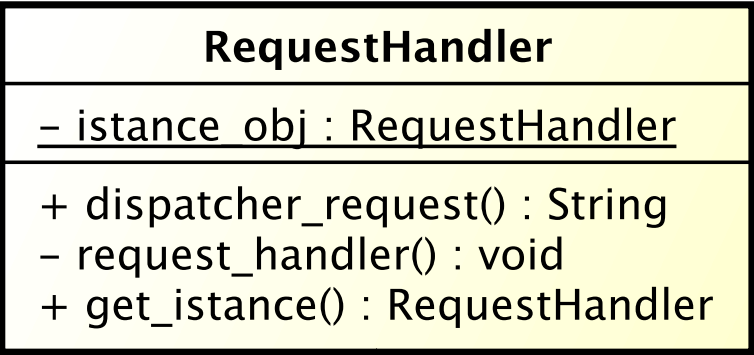 RequestHandler
– istance_obj : RequestHandler
+ dispatcher_request() : String
– request_handler() : void
+ get_istance() : RequestHandler